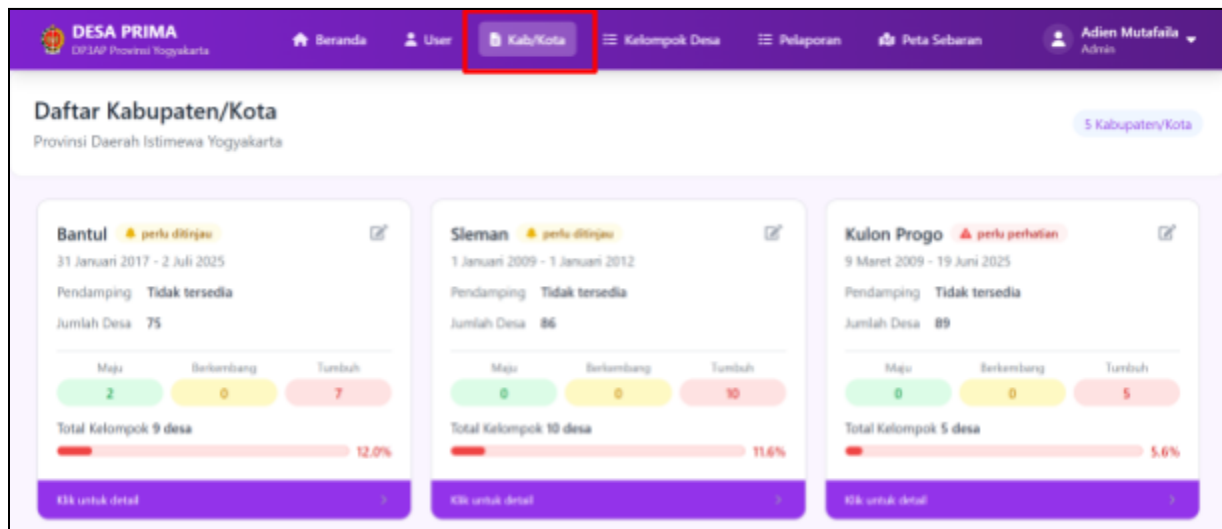 DESA PRIMA
DP3AP Provinsi Yogyakarta
Beranda
User
Kab/Kota
Kelompok Desa
Pelaporan
Peta Sebaran
Adien Mutafaila
Admin
Daftar Kabupaten/Kota
Provinsi Daerah Istimewa Yogyakarta
5 Kabupaten/Kota
Bantul perlu ditinjau
31 Januari 2017 - 2 Juli 2025
Pendamping Tidak tersedia
Jumlah Desa 75
Maju Berkembang Tumbuh
2 0 7
Total Kelompok 9 desa
12.0%
Klik untuk detail
Sleman perlu ditinjau
1 Januari 2009 - 1 Januari 2012
Pendamping Tidak tersedia
Jumlah Desa 86
Maju Berkembang Tumbuh
0 0 10
Total Kelompok 10 desa
11.6%
Klik untuk detail
Kulon Progo perlu perhatian
9 Maret 2009 - 19 Juni 2025
Pendamping Tidak tersedia
Jumlah Desa 89
Maju Berkembang Tumbuh
0 0 5
Total Kelompok 5 desa
5.6%
Klik untuk detail